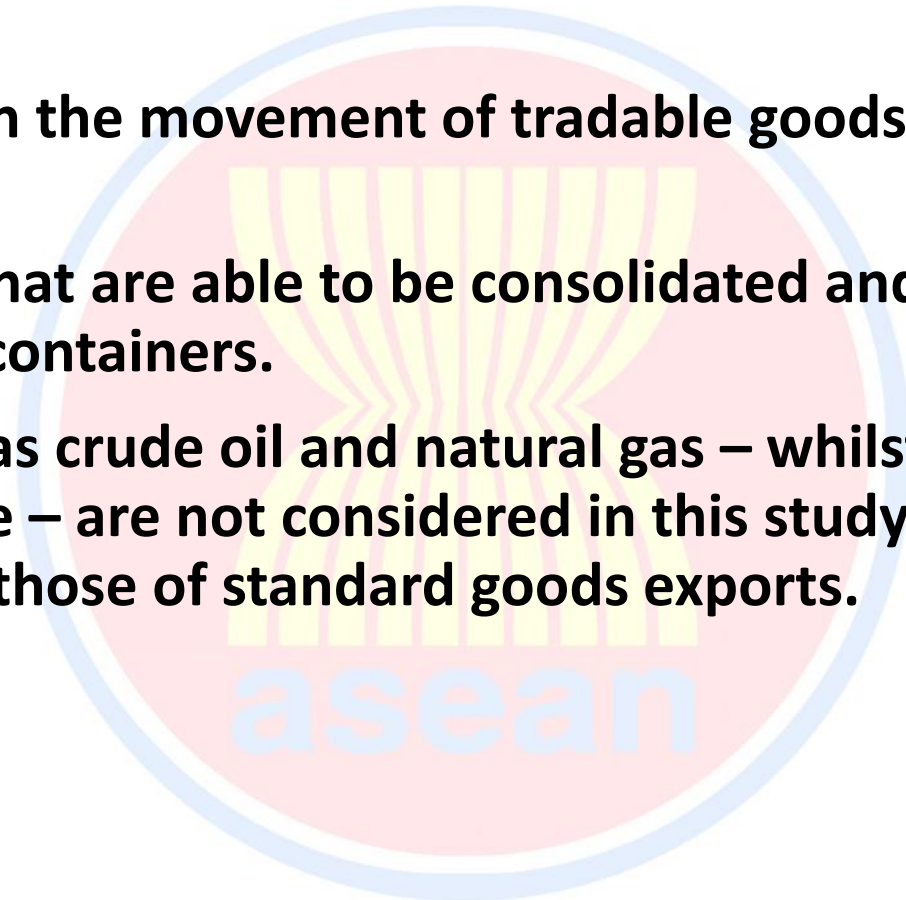 n the movement of tradable goods
hat are able to be consolidated and
containers.
as crude oil and natural gas – whilst
e – are not considered in this study
those of standard goods exports.
asean